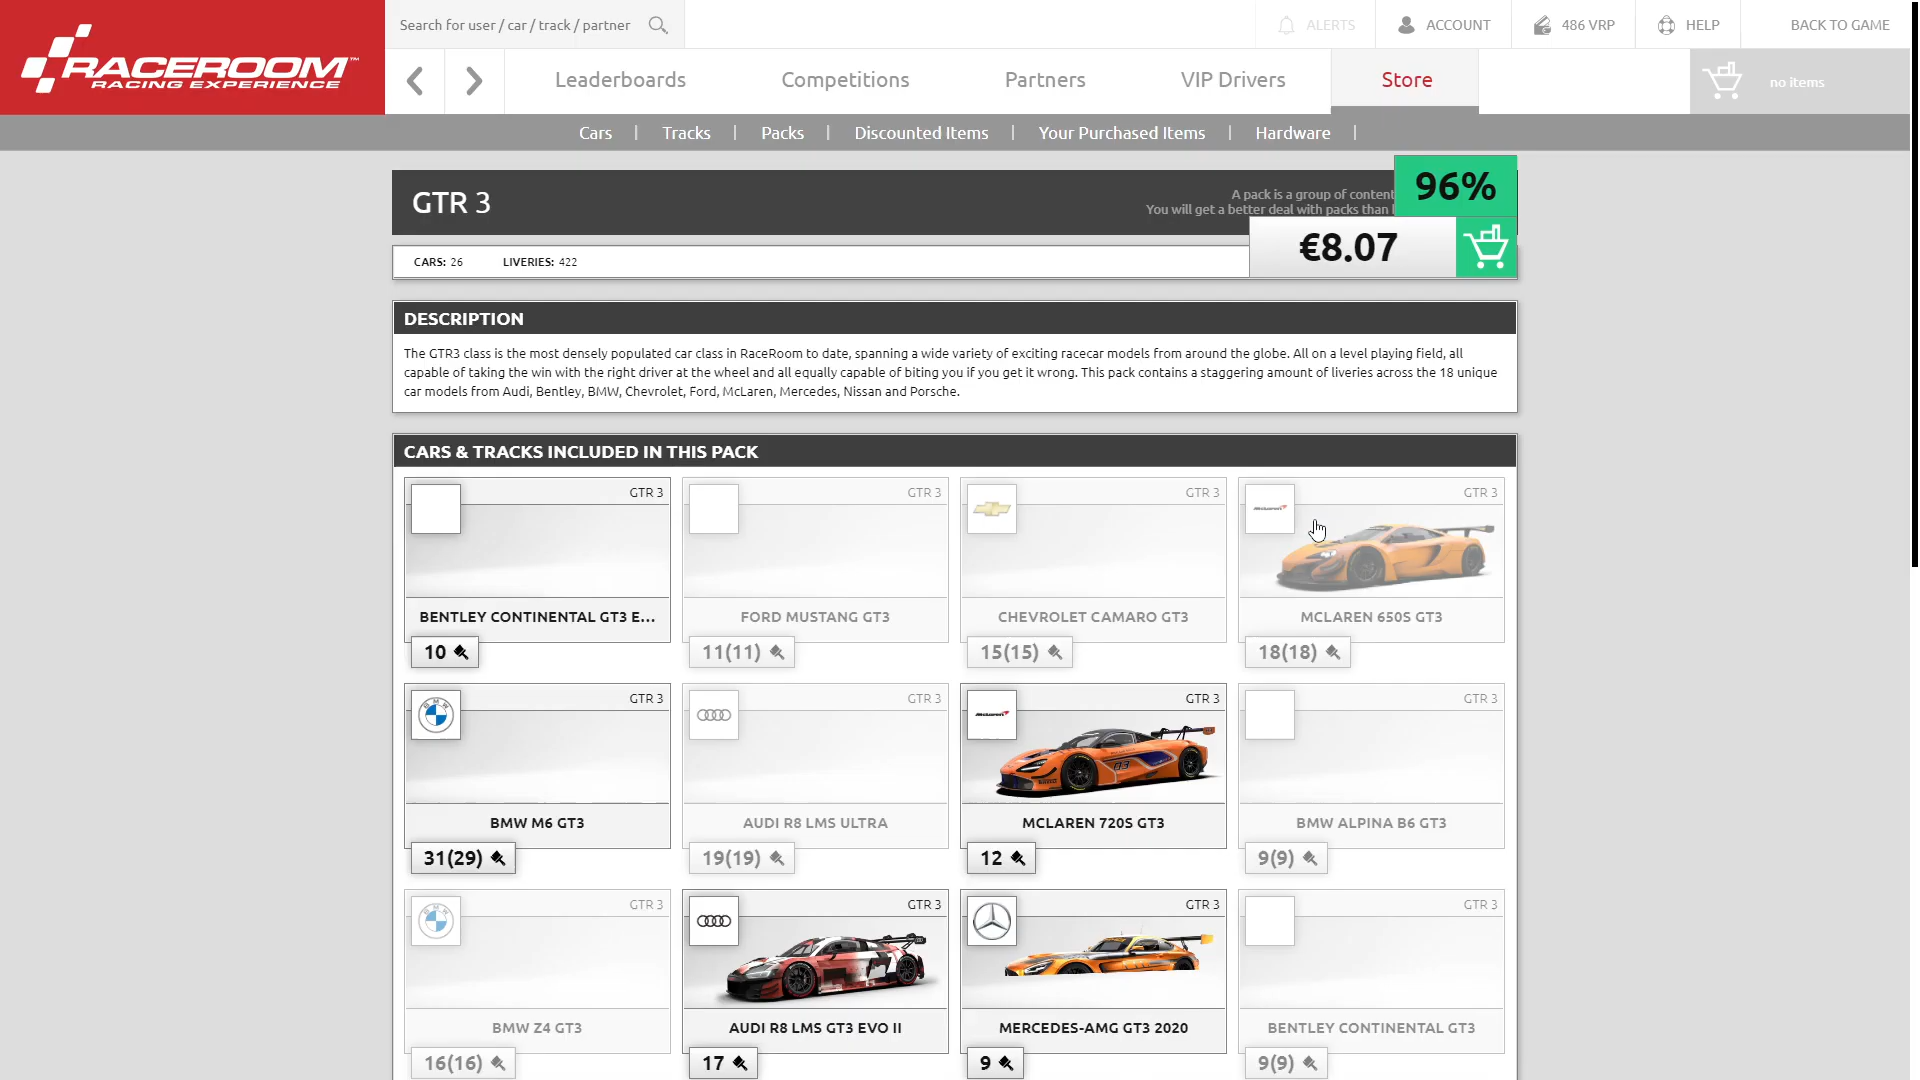 RACEROOM™
RACING EXPERIENCE
Search for user / car / track / partner
ALERTS
ACCOUNT
486 VRP
HELP
BACK TO GAME
Leaderboards
Competitions
Partners
VIP Drivers
Store
no items
Cars | Tracks | Packs | Discounted Items | Your Purchased Items | Hardware |
GTR 3
A pack is a group of content
You will get a better deal with packs than
96%
€8.07
CARS: 26 LIVERIES: 422
DESCRIPTION
The GTR3 class is the most densely populated car class in RaceRoom to date, spanning a wide variety of exciting racecar models from around the globe. All on a level playing field, all
capable of taking the win with the right driver at the wheel and all equally capable of biting you if you get it wrong. This pack contains a staggering amount of liveries across the 18 unique
car models from Audi, Bentley, BMW, Chevrolet, Ford, McLaren, Mercedes, Nissan and Porsche.
CARS & TRACKS INCLUDED IN THIS PACK
GTR 3
BENTLEY CONTINENTAL GT3 E...
10
GTR 3
FORD MUSTANG GT3
11(11)
GTR 3
CHEVROLET CAMARO GT3
15(15)
McLaren
GTR 3
MCLAREN 650S GT3
18(18)
BMW
GTR 3
BMW M6 GT3
31(29)
GTR 3
AUDI R8 LMS ULTRA
19(19)
McLaren
GTR 3
MCLAREN 720S GT3
12
GTR 3
BMW ALPINA B6 GT3
9(9)
BMW
GTR 3
BMW Z4 GT3
16(16)
GTR 3
AUDI R8 LMS GT3 EVO II
17
GTR 3
MERCEDES-AMG GT3 2020
9
GTR 3
BENTLEY CONTINENTAL GT3
9(9)